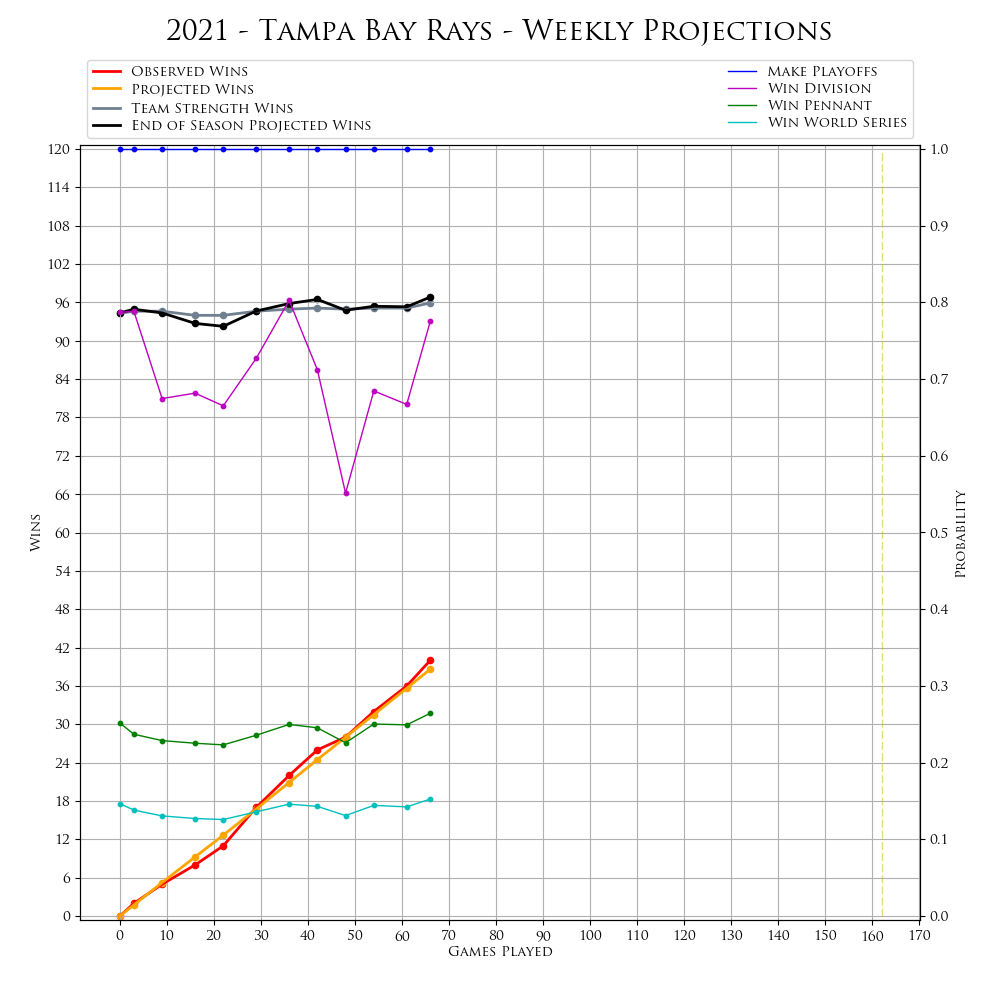 2021 - Tampa Bay Rays - Weekly Projections
Observed Wins
Projected Wins
Team Strength Wins
End of Season Projected Wins
Make Playoffs
Win Division
Win Pennant
Win World Series
120
114
108
102
96
90
84
78
72
66
60
54
48
42
36
30
24
18
12
6
0
Wins
1.0
0.9
0.8
0.7
0.6
0.5
0.4
0.3
0.2
0.1
0.0
Probability
0 10 20 30 40 50 60 70 80 90 100 110 120 130 140 150 160 170
Games Played